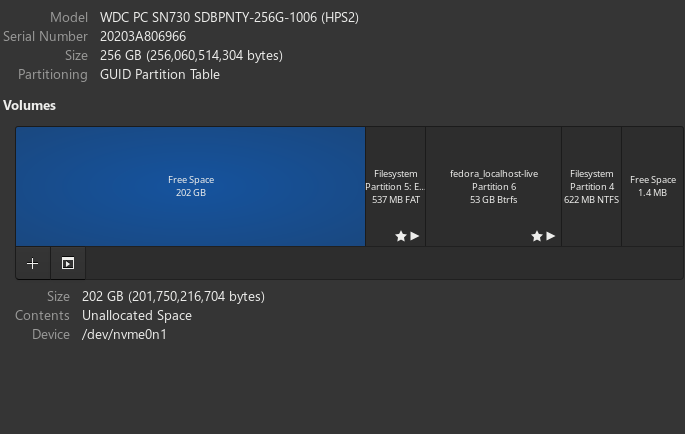 Model WDC PC SN730 SDBPNTY-256G-1006 (HPS2)
Serial Number 20203A806966
Size 256 GB (256,060,514,304 bytes)
Partitioning GUID Partition Table
Volumes
Free Space
202 GB
Filesystem
Partition 5: E...
537 MB FAT
fedora_localhost-live
Partition 6
53 GB Btrfs
Filesystem
Partition 4
622 MB NTFS
Free Space
1.4 MB
Size 202 GB (201,750,216,704 bytes)
Contents Unallocated Space
Device /dev/nvme0n1